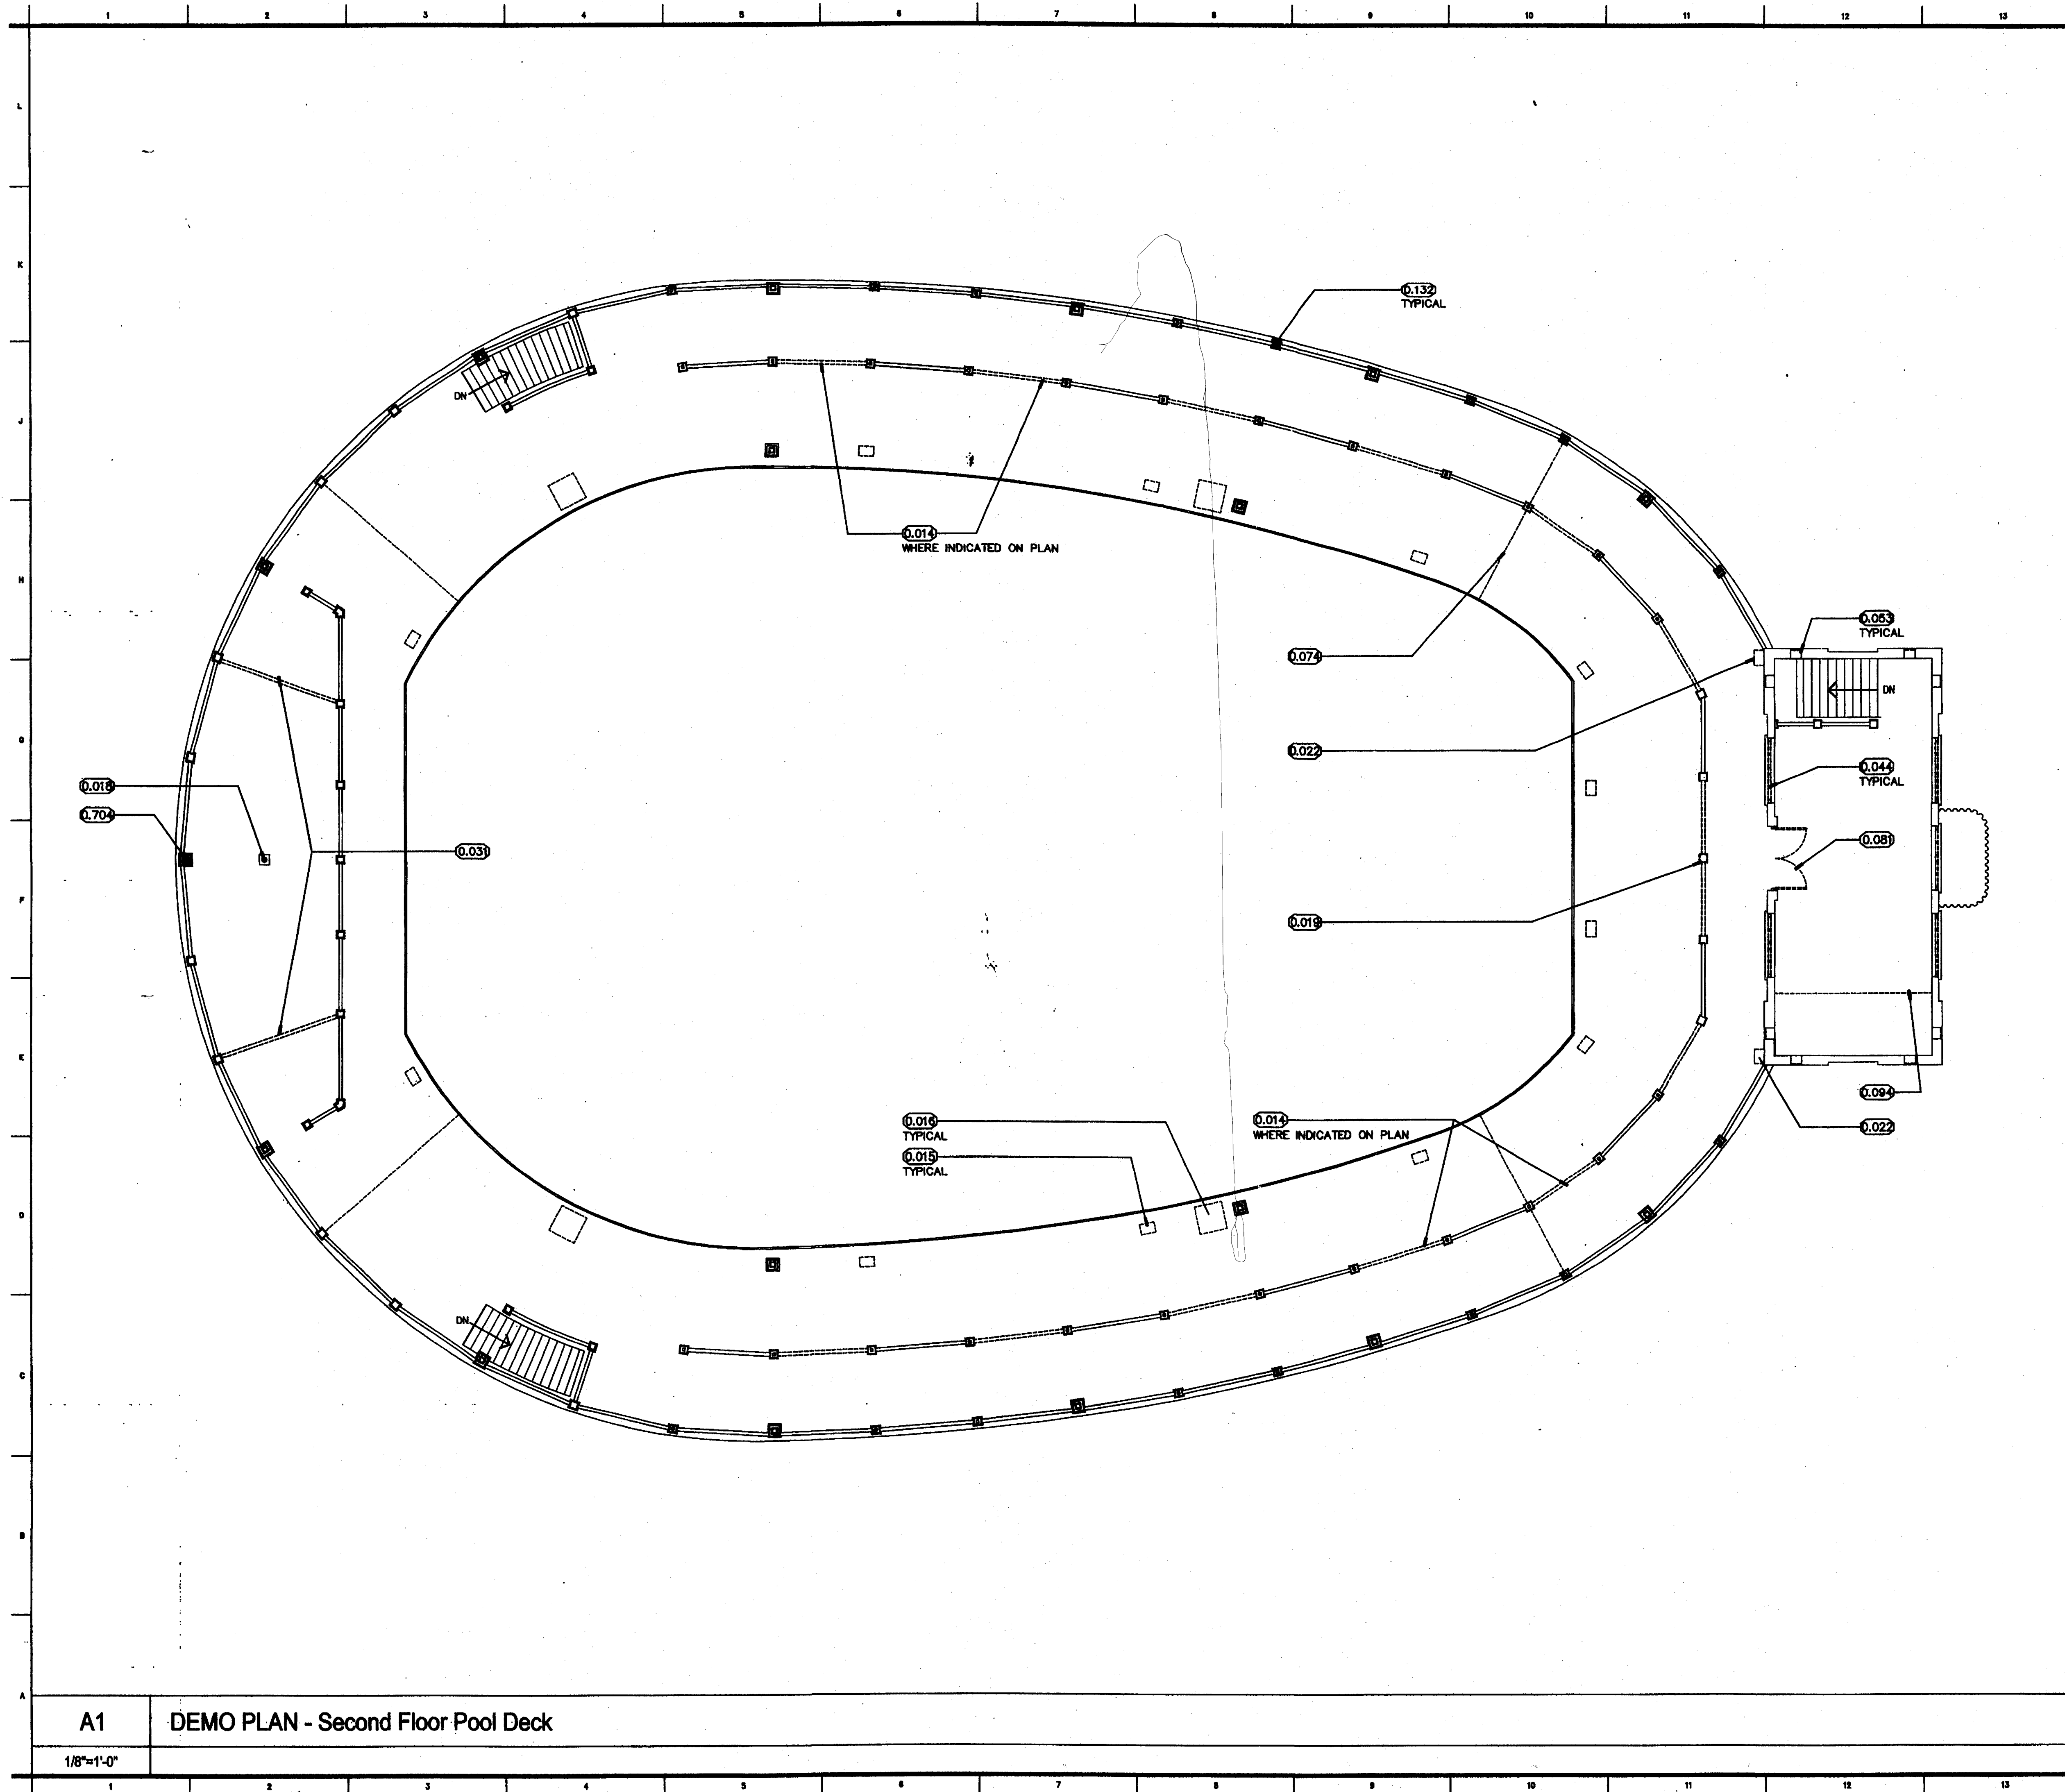 1 2 3 4 5 6 7 8 9 10 11 12 13
L
K
0.132
TYPICAL
DN
J
0.014
WHERE INDICATED ON PLAN
H
0.053
TYPICAL
0.074
DN
G
0.022
0.044
TYPICAL
0.018
0.704
0.081
0.031
F
0.019
E
0.094
0.016
TYPICAL
0.014
WHERE INDICATED ON PLAN
0.022
0.015
TYPICAL
D
DN
C
B
A
A1 DEMO PLAN - Second Floor Pool Deck
1/8"=1'-0"
1 2 3 4 5 6 7 8 9 10 11 12 13